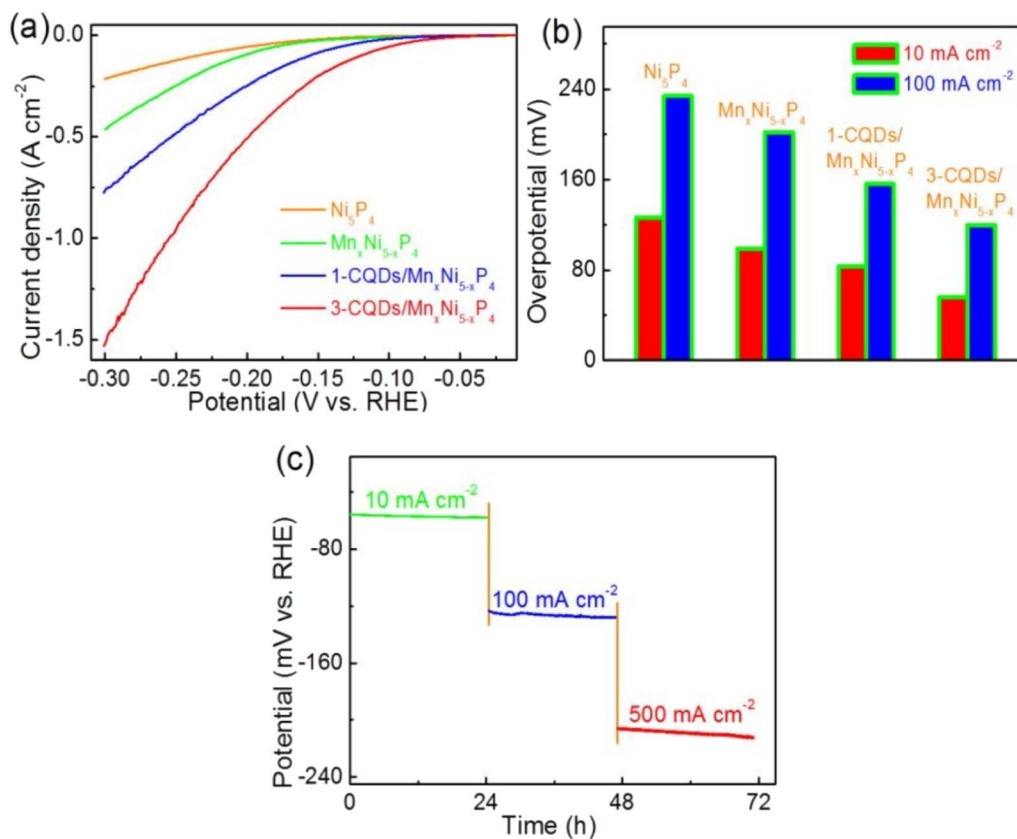 (a)
0.0
-0.5
-1.0
-1.5
Current density (A cm⁻²)
Ni₅P₄
MnₓNi₅₋ₓP₄
1-CQDs/MnₓNi₅₋ₓP₄
3-CQDs/MnₓNi₅₋ₓP₄
-0.30 -0.25 -0.20 -0.15 -0.10 -0.05
Potential (V vs. RHE)
(b)
240
160
80
0
Overpotential (mV)
10 mA cm⁻²
100 mA cm⁻²
Ni₅P₄
MnₓNi₅₋ₓP₄
1-CQDs/
MnₓNi₅₋ₓP₄
3-CQDs/
MnₓNi₅₋ₓP₄
(c)
-80
-160
-240
Potential (mV vs. RHE)
10 mA cm⁻²
100 mA cm⁻²
500 mA cm⁻²
0 24 48 72
Time (h)